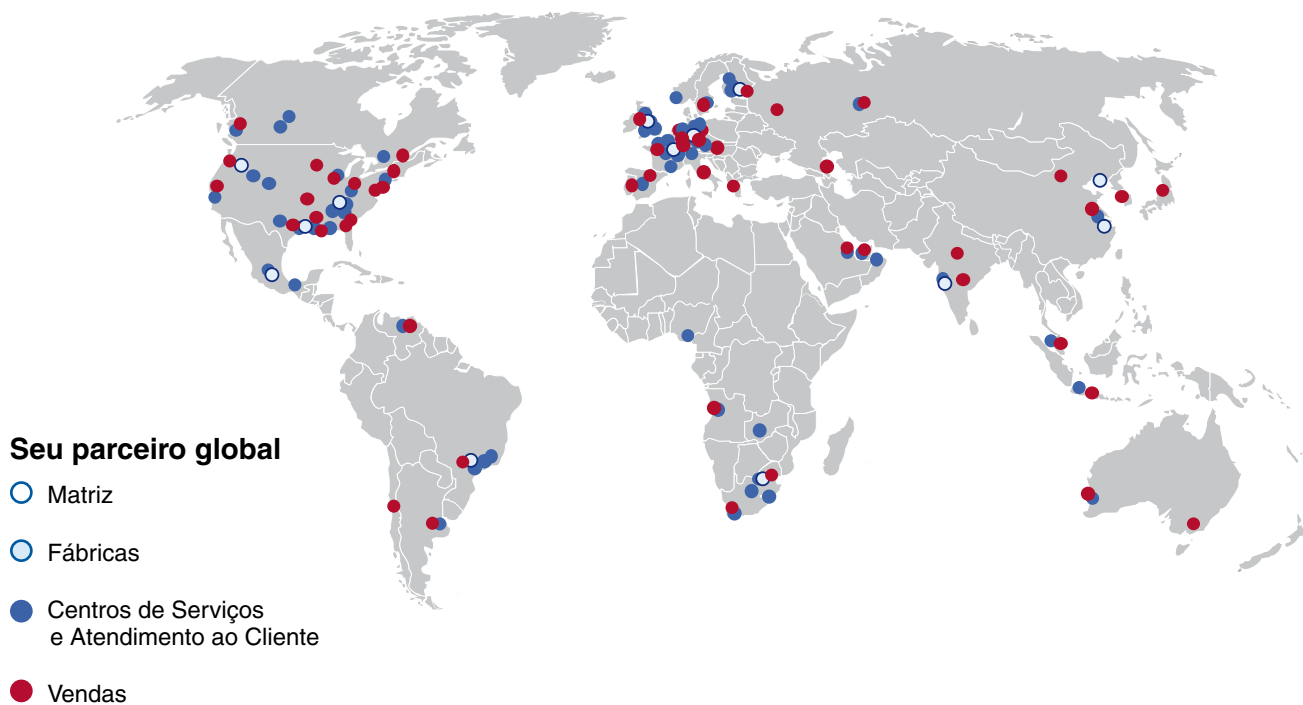 Seu parceiro global
Matriz
Fábricas
Centros de Serviços
e Atendimento ao Cliente
Vendas